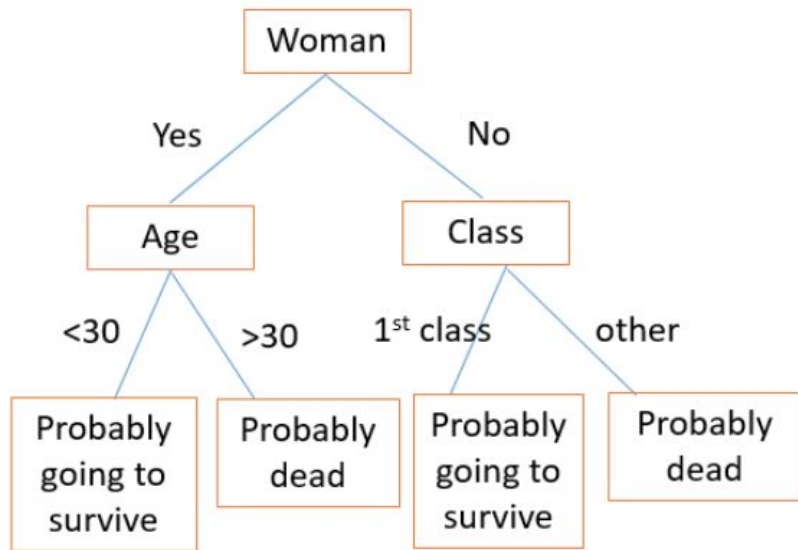 Woman
Yes
No
Age
Class
<30
>30
1st class
other
Probably
going to
survive
Probably
dead
Probably
going to
survive
Probably
dead